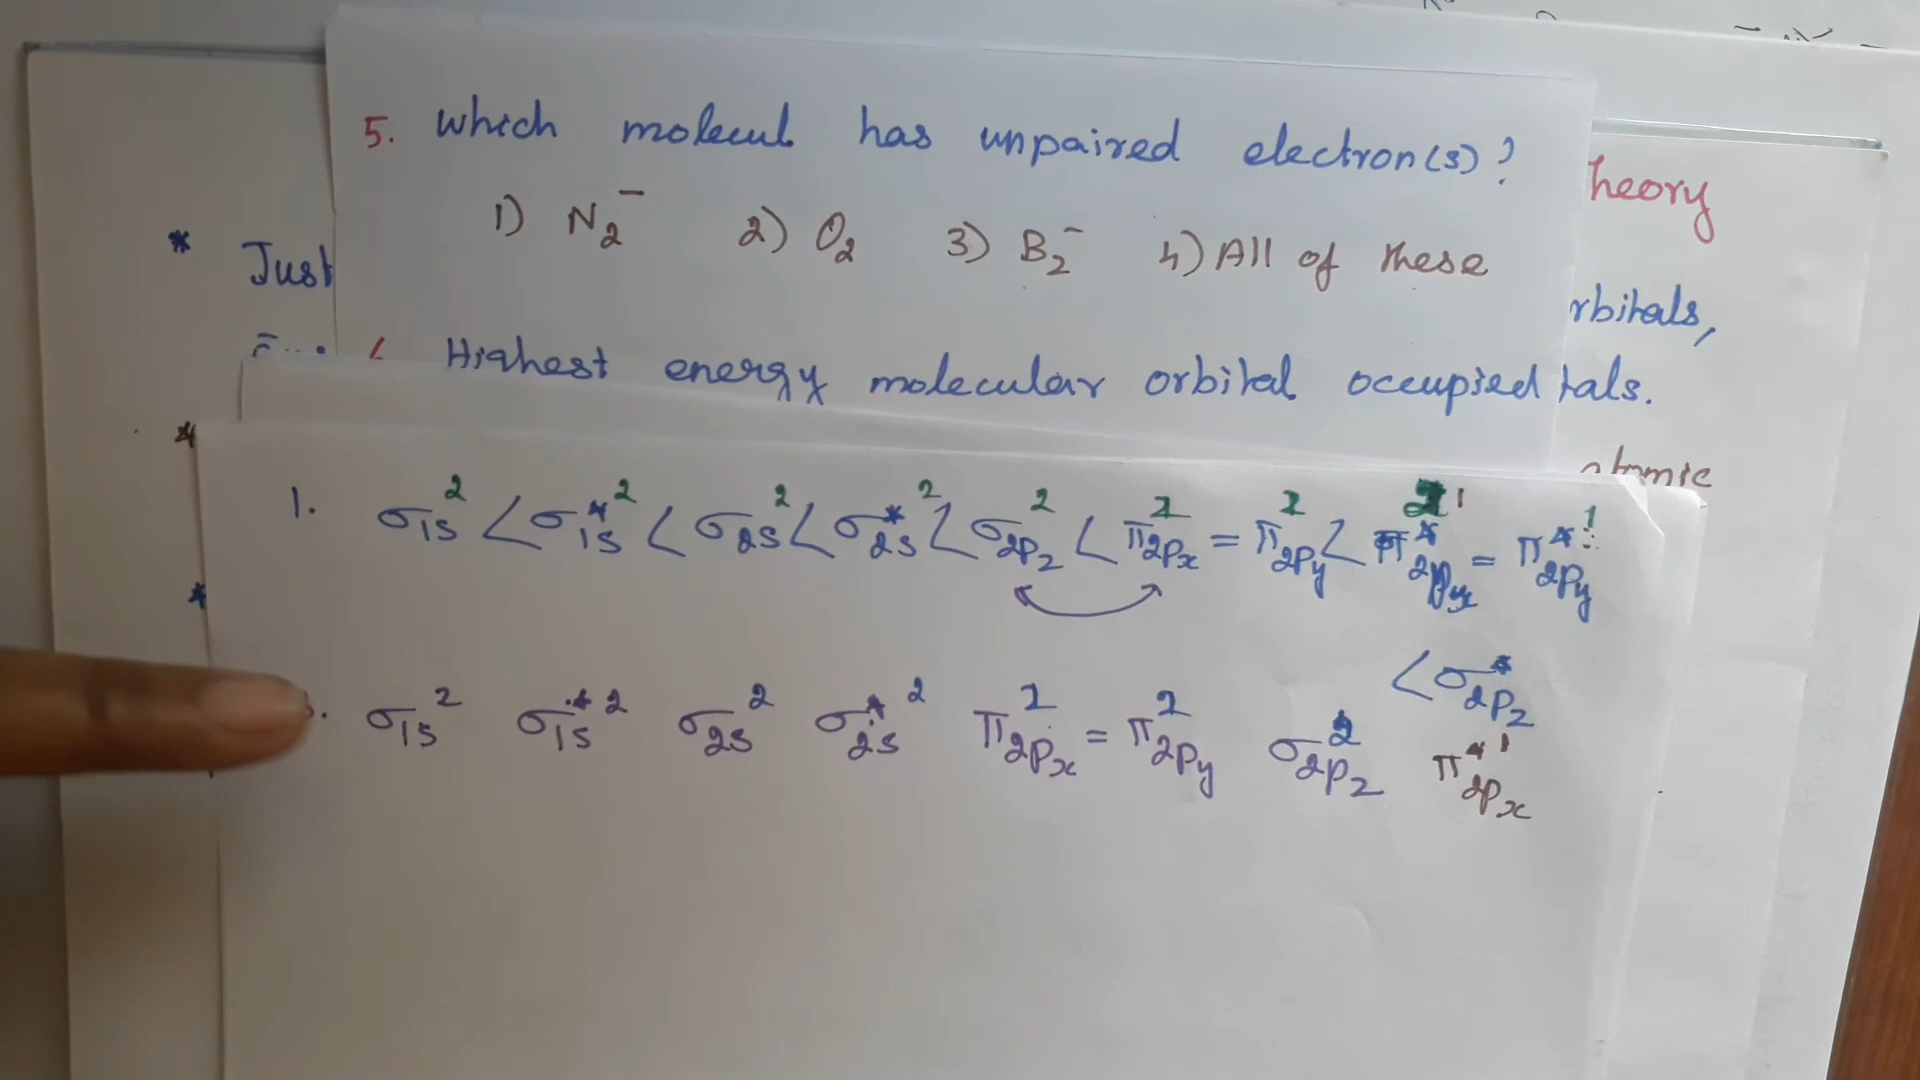 5. which molecul has unpaired electron(s)?
1) N2⁻ 2) O2 3) B2⁻ 4) All of these
heory
* Just
rbitals,
Highest energy molecular orbital occupied
tals.
*
atomic
1. σ1s² < σ*1s² < σ2s² < σ*2s² < σ2pz² < π2px² = π2py² < π*2px¹ = π*2py¹
*
< σ*2pz
σ1s² σ*1s² σ2s² σ*2s² π2px² = π2py² σ2pz² π*2px¹